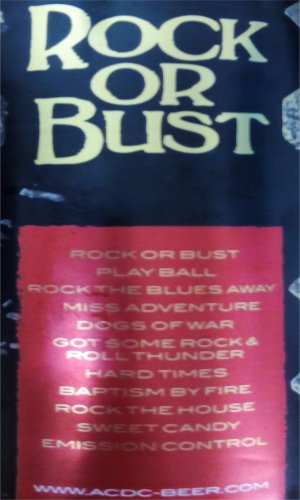 ROCK
OR
BUST
ROCK OR BUST
PLAY BALL
ROCK THE BLUES AWAY
MISS ADVENTURE
DOGS OF WAR
GOT SOME ROCK &
ROLL THUNDER
HARD TIMES
BAPTISM BY FIRE
ROCK THE HOUSE
SWEET CANDY
EMISSION CONTROL
WWW.ACDC-BEER.COM